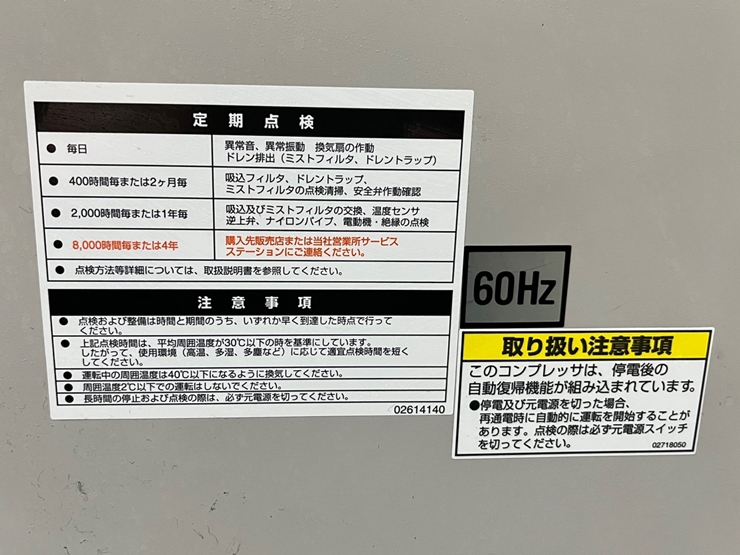 定期点検
● 毎日
異常音、異常振動 換気扇の作動
ドレン排出（ミストフィルタ、ドレントラップ）
● 400時間毎または2ヶ月毎
吸込フィルタ、ドレントラップ、
ミストフィルタの点検清掃、安全弁作動確認
● 2,000時間毎または1年毎
吸込及びミストフィルタの交換、温度センサ
逆上弁、ナイロンパイプ、電動機・絶縁の点検
● 8,000時間毎または4年
購入先販売店または当社営業所サービス
ステーションにご連絡ください。
● 点検方法等詳細については、取扱説明書を参照してください。
注意事項
● 点検および整備は時間と期間のうち、いずれか早く到達した時点で行って
ください。
● 上記点検時間は、平均周囲温度が30℃以下の時を基準にしています。
したがって、使用環境（高温、多湿、多塵など）に応じて適宜点検時間を短く
してください。
● 運転中の周囲温度は40℃以下になるように換気してください。
● 周囲温度2℃以下での運転はしないでください。
● 長時間の停止および点検の際は、必ず元電源を切ってください。
02614140
60Hz
取り扱い注意事項
このコンプレッサは、停電後の
自動復帰機能が組み込まれています。
●停電及び元電源を切った場合、
再通電時に自動的に運転を開始することが
あります。点検の際は必ず元電源スイッチ
を切ってください。
02718050